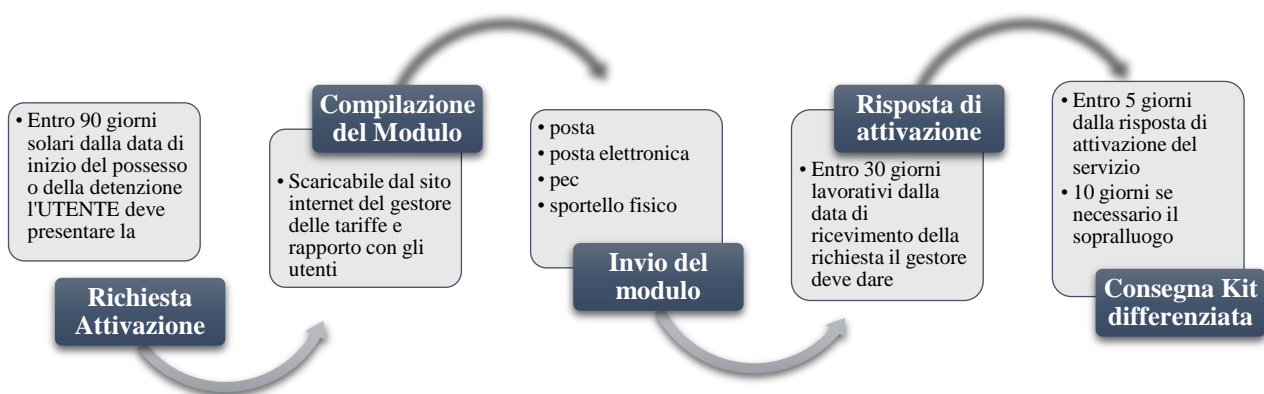 • Entro 90 giorni
solari dalla data di
inizio del possesso
o della detenzione
l'UTENTE deve
presentare la
Richiesta
Attivazione
Compilazione
del Modulo
• Scaricabile dal sito
internet del gestore
delle tariffe e
rapporto con gli
utenti
• posta
• posta elettronica
• pec
• sportello fisico
Invio del
modulo
Risposta di
attivazione
• Entro 30 giorni
lavorativi dalla
data di
ricevimento della
richiesta il gestore
deve dare
• Entro 5 giorni
dalla risposta di
attivazione del
servizio
• 10 giorni se
necessario il
sopralluogo
Consegna Kit
differenziata